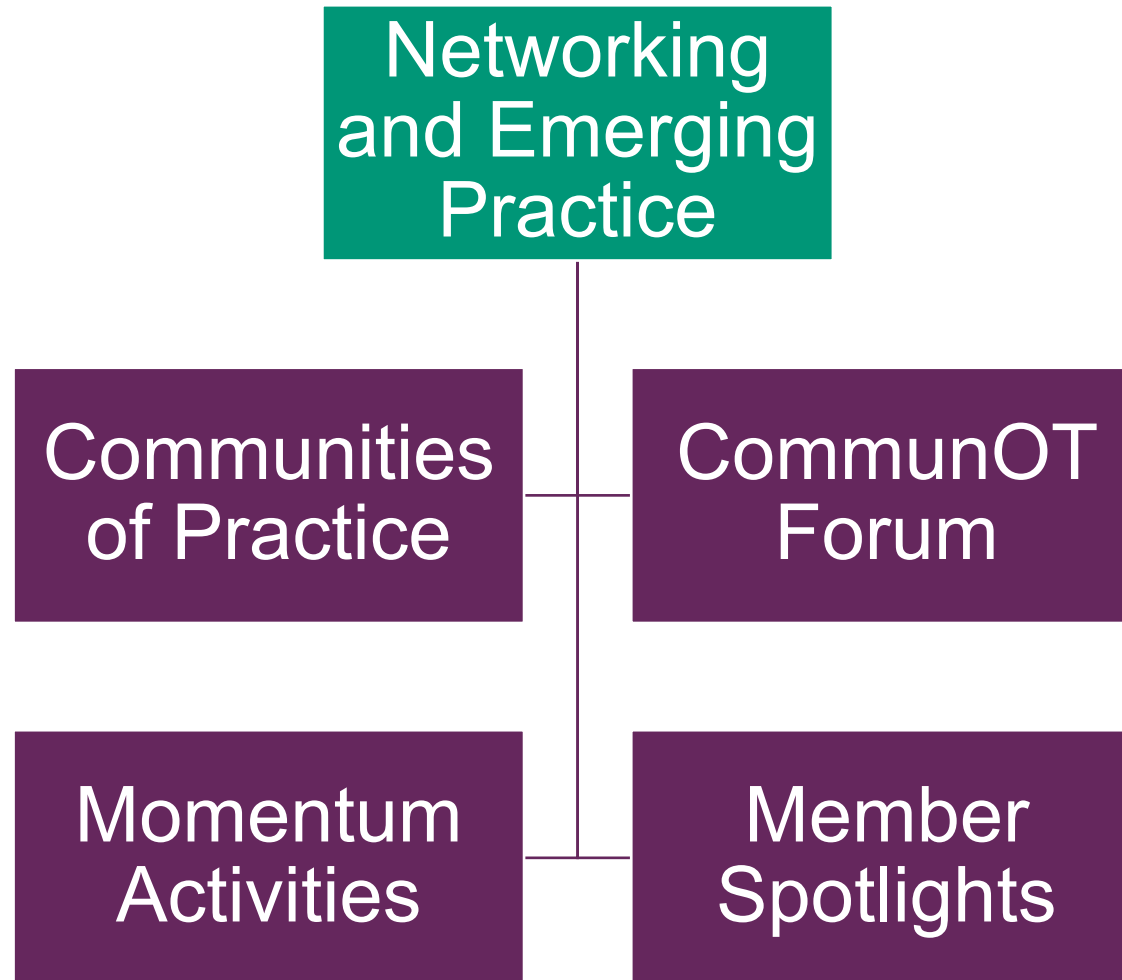 Networking
and Emerging
Practice
Communities
of Practice
CommunOT
Forum
Momentum
Activities
Member
Spotlights